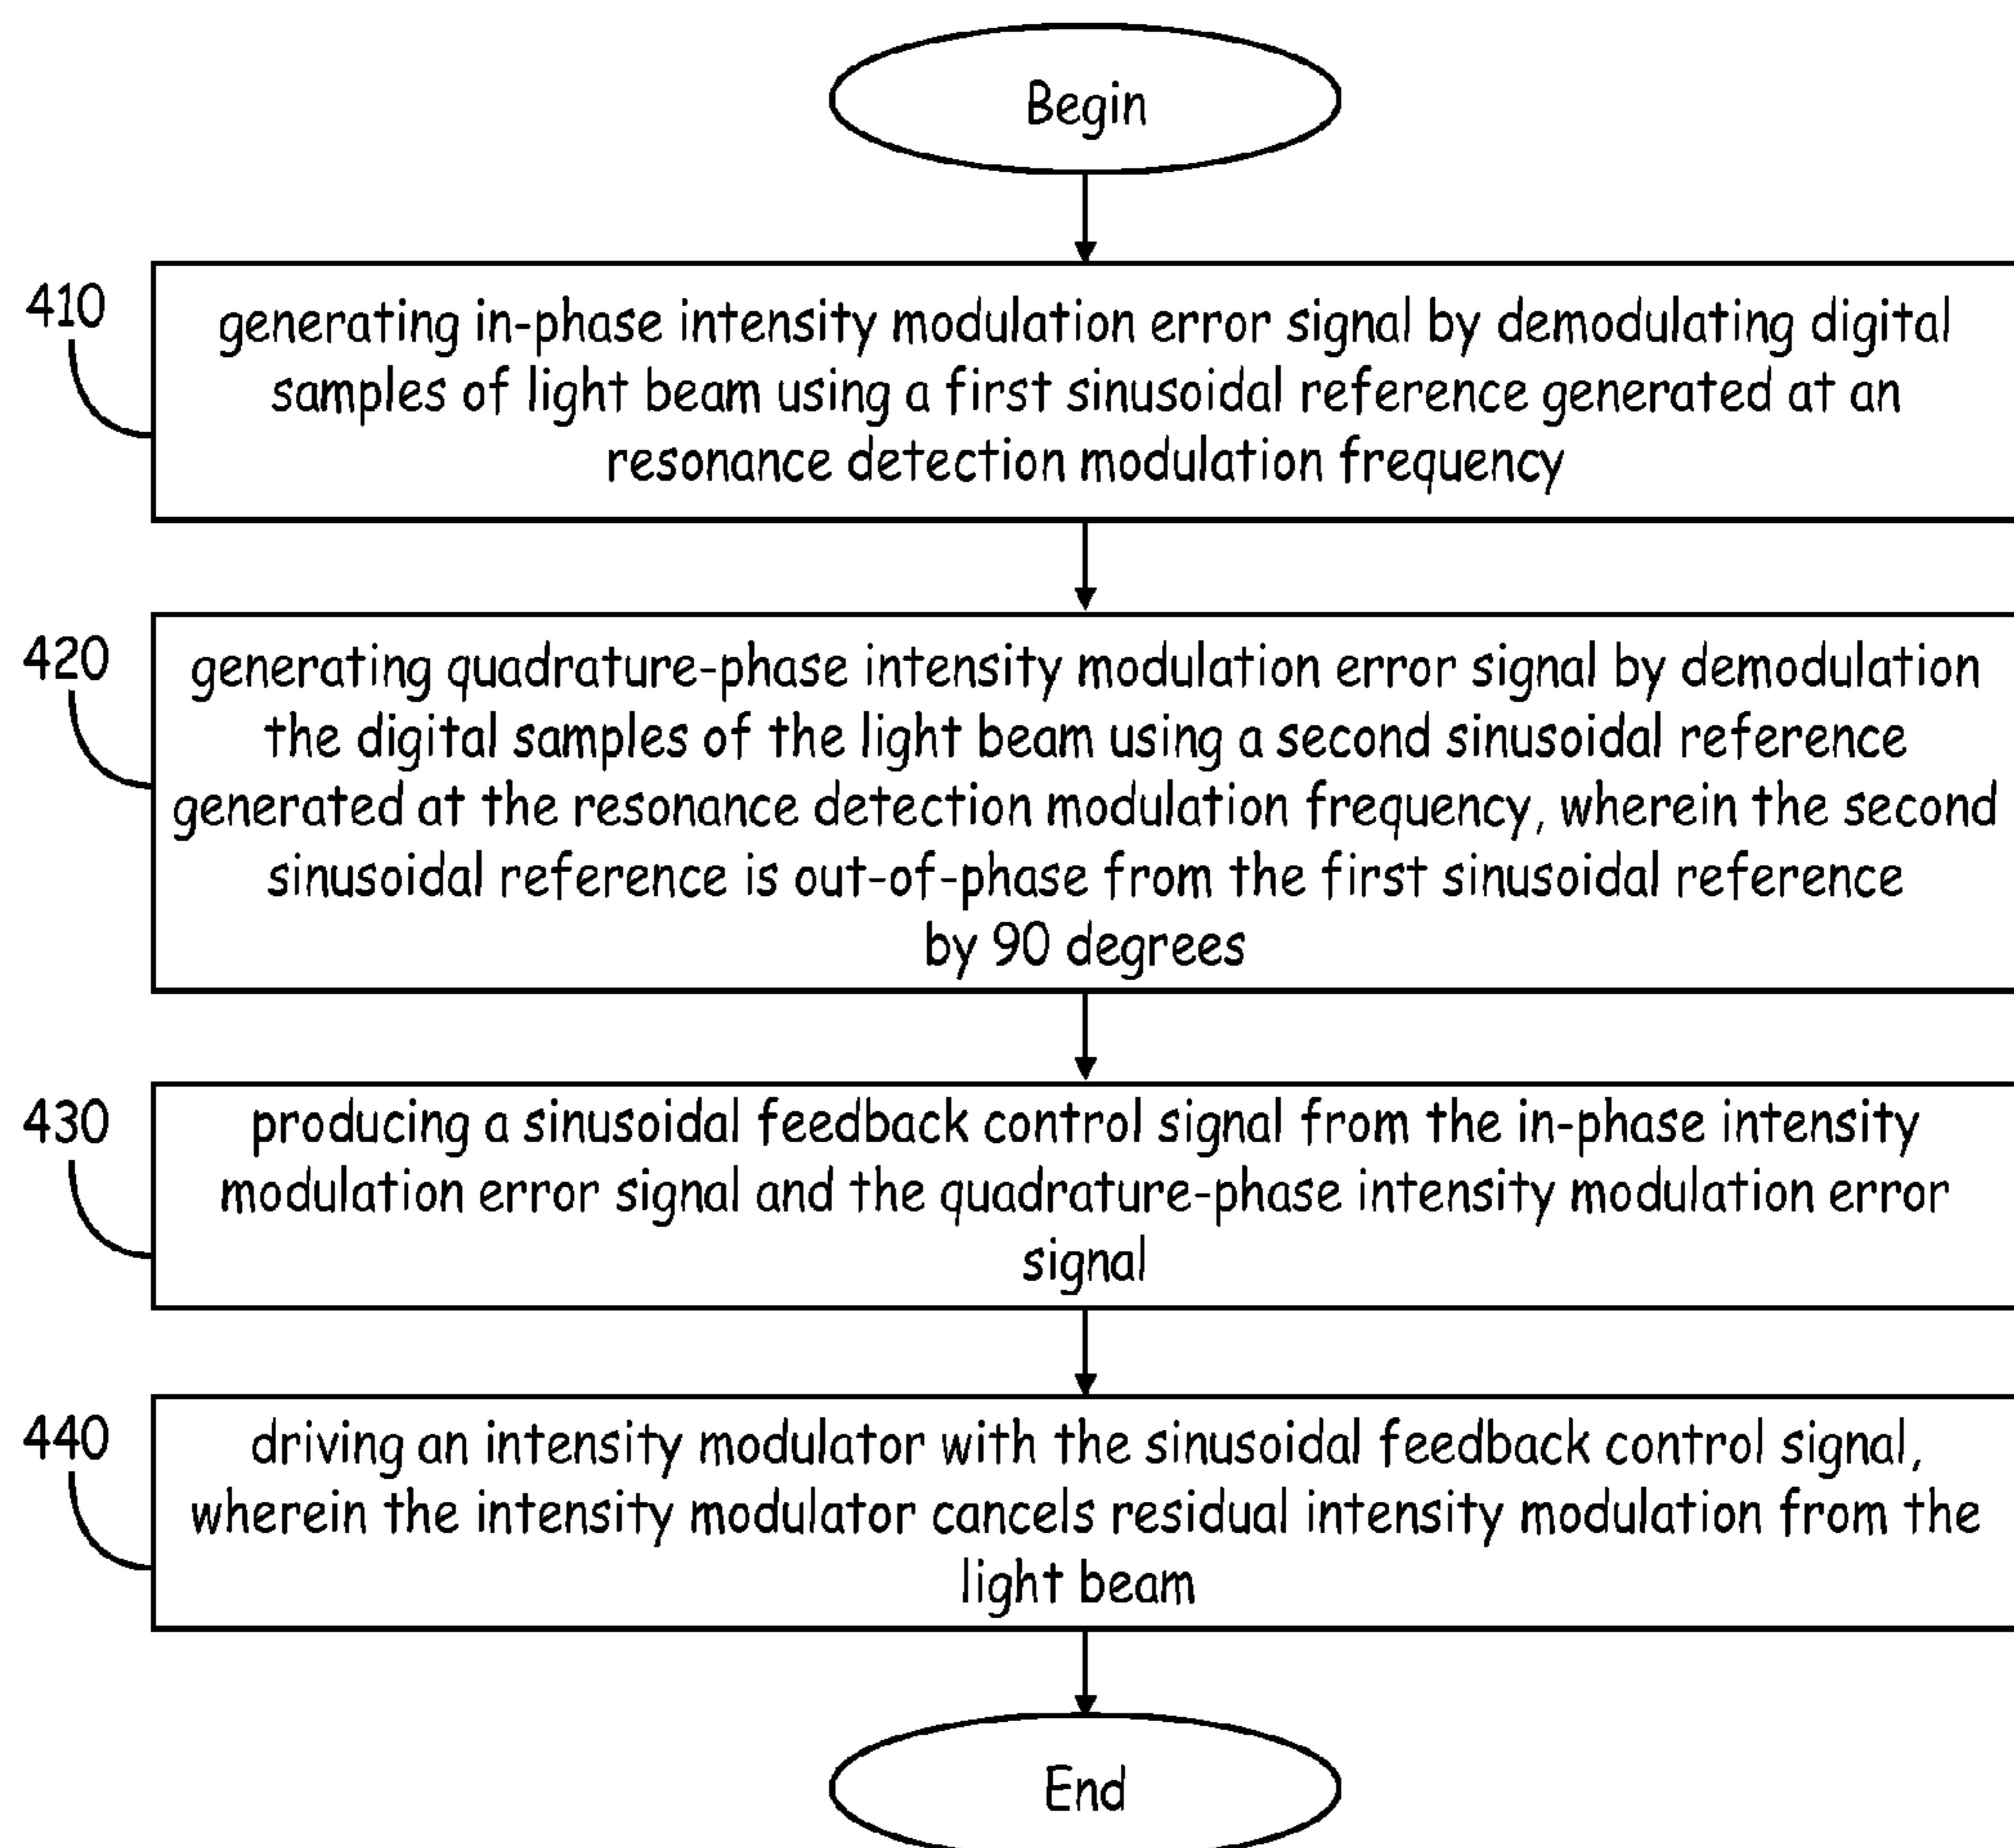 Begin
410
generating in-phase intensity modulation error signal by demodulating digital
samples of light beam using a first sinusoidal reference generated at an
resonance detection modulation frequency
420
generating quadrature-phase intensity modulation error signal by demodulation
the digital samples of the light beam using a second sinusoidal reference
generated at the resonance detection modulation frequency, wherein the second
sinusoidal reference is out-of-phase from the first sinusoidal reference
by 90 degrees
430
producing a sinusoidal feedback control signal from the in-phase intensity
modulation error signal and the quadrature-phase intensity modulation error
signal
440
driving an intensity modulator with the sinusoidal feedback control signal,
wherein the intensity modulator cancels residual intensity modulation from the
light beam
End